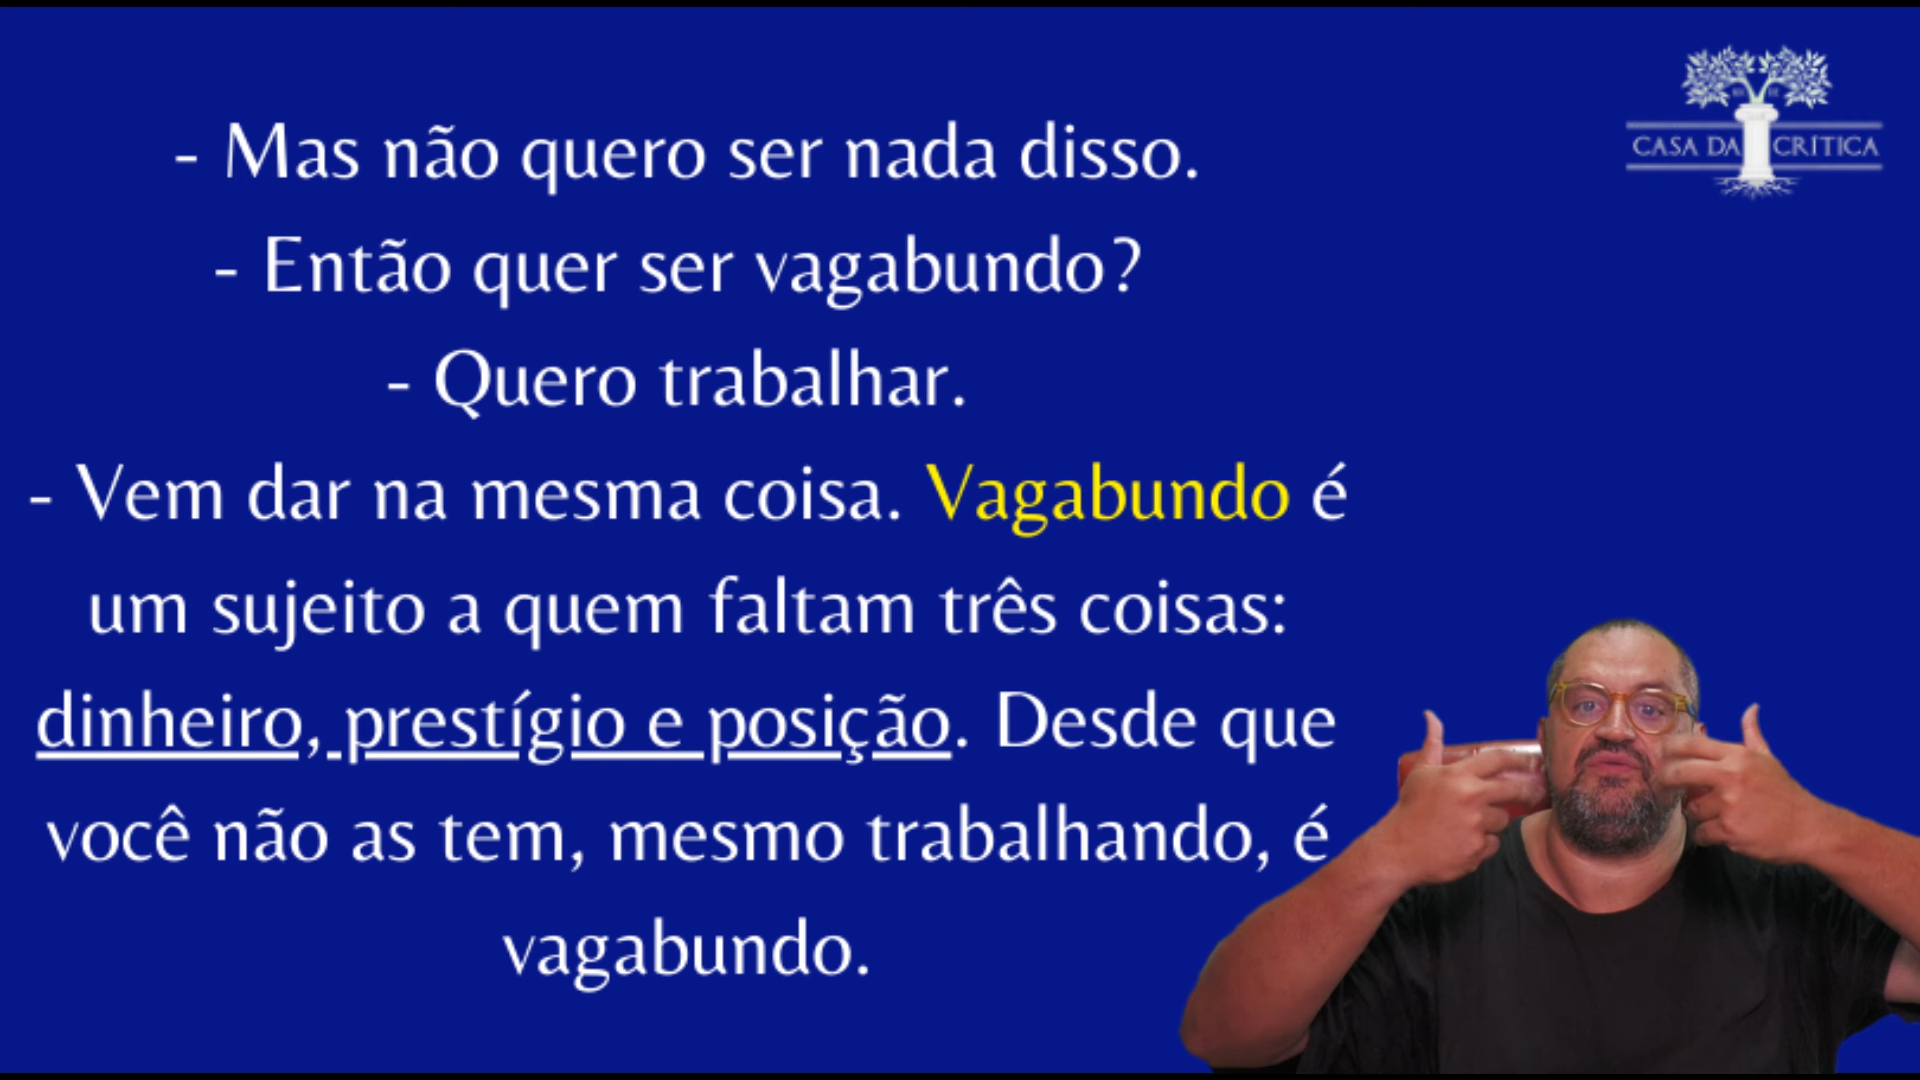 - Mas não quero ser nada disso.
- Então quer ser vagabundo?
- Quero trabalhar.
- Vem dar na mesma coisa. Vagabundo é
um sujeito a quem faltam três coisas:
dinheiro, prestígio e posição. Desde que
você não as tem, mesmo trabalhando, é
vagabundo.
CASA DA CRÍTICA